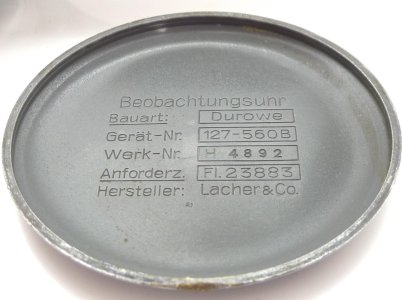 Beobachtungsuhr
Bauart: Durowe
Gerät-Nr. 127-560B
Werk-Nr. H 4892
Anforderz. Fl. 23883
Hersteller: Lacher & Co.